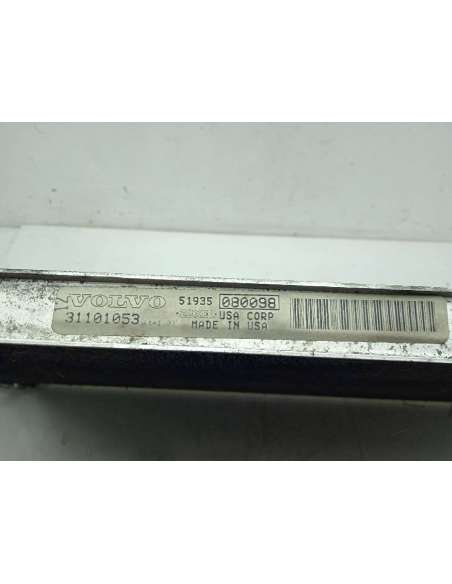 VOLVO 51935 080098
31101053 USA CORP
MADE IN USA